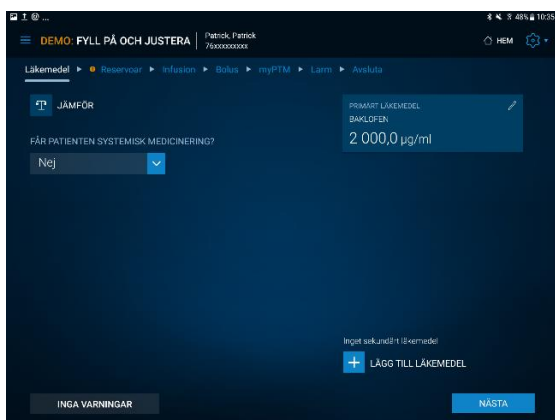 48% 10:35
DEMO: FYLL PÅ OCH JUSTERA
Patrick, Patrick
76xxxxxxxxx
HEM
Läkemedel ► Reservoar ► Infusion ► Bolus ► myPTM ► Larm ► Avsluta
JÄMFÖR
FÅR PATIENTEN SYSTEMISK MEDICINERING?
Nej
PRIMÄRT LÄKEMEDEL
BAKLOFEN
2 000,0 µg/ml
Inget sekundärt läkemedel
+ LÄGG TILL LÄKEMEDEL
INGA VARNINGAR
NÄSTA